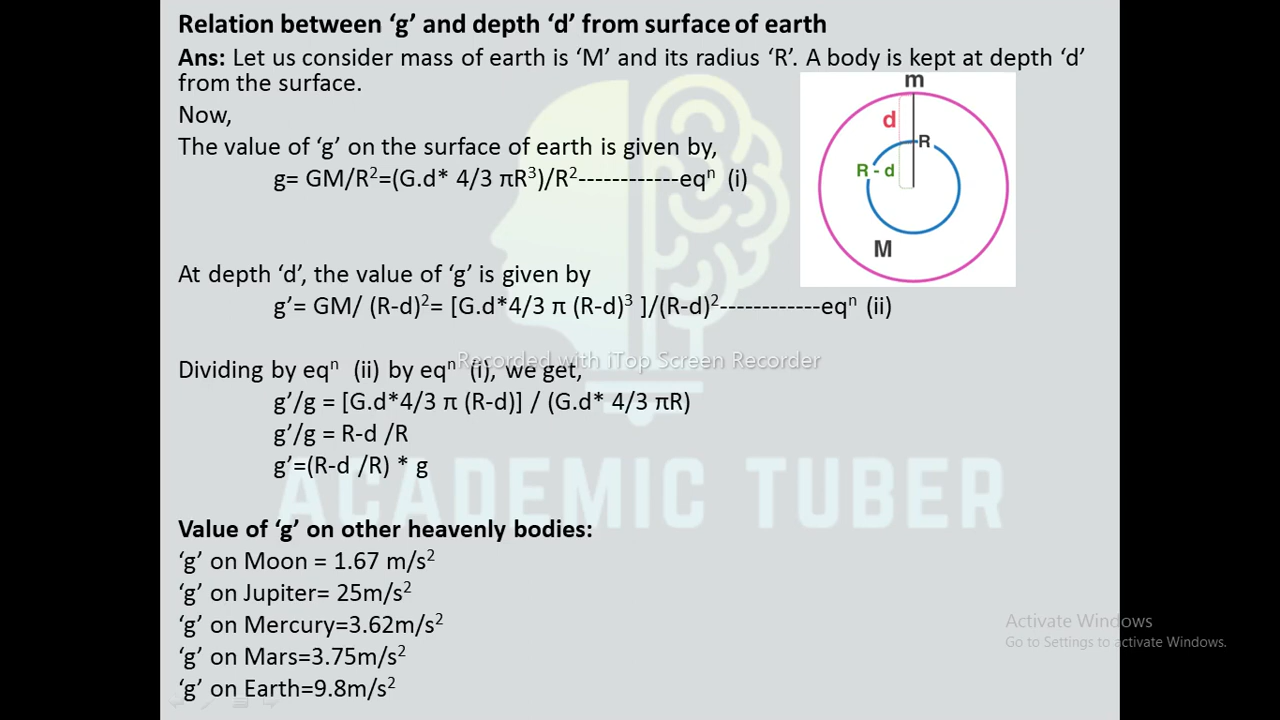 Relation between ‘g’ and depth ‘d’ from surface of earth
Ans: Let us consider mass of earth is ‘M’ and its radius ‘R’. A body is kept at depth ‘d’
from the surface.
Now,
The value of ‘g’ on the surface of earth is given by,
g= GM/R²=(G.d* 4/3 πR³)/R²------------eqⁿ (i)
m
d
R
R - d
M
At depth ‘d’, the value of ‘g’ is given by
g’= GM/ (R-d)²= [G.d*4/3 π (R-d)³ ]/(R-d)²------------eqⁿ (ii)
Recorded with iTop Screen Recorder
Dividing by eqⁿ (ii) by eqⁿ (i), we get,
g’/g = [G.d*4/3 π (R-d)] / (G.d* 4/3 πR)
g’/g = R-d /R
g’=(R-d /R) * g
ACADEMIC TUBER
Value of ‘g’ on other heavenly bodies:
‘g’ on Moon = 1.67 m/s²
‘g’ on Jupiter= 25m/s²
‘g’ on Mercury=3.62m/s²
‘g’ on Mars=3.75m/s²
‘g’ on Earth=9.8m/s²
Activate Windows
Go to Settings to activate Windows.